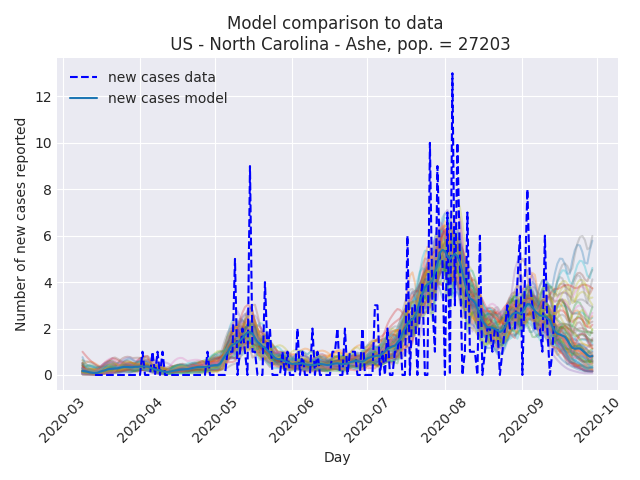 Model comparison to data
US - North Carolina - Ashe, pop. = 27203
new cases data
new cases model
Number of new cases reported
12
10
8
6
4
2
0
2020-03
2020-04
2020-05
2020-06
2020-07
2020-08
2020-09
2020-10
Day